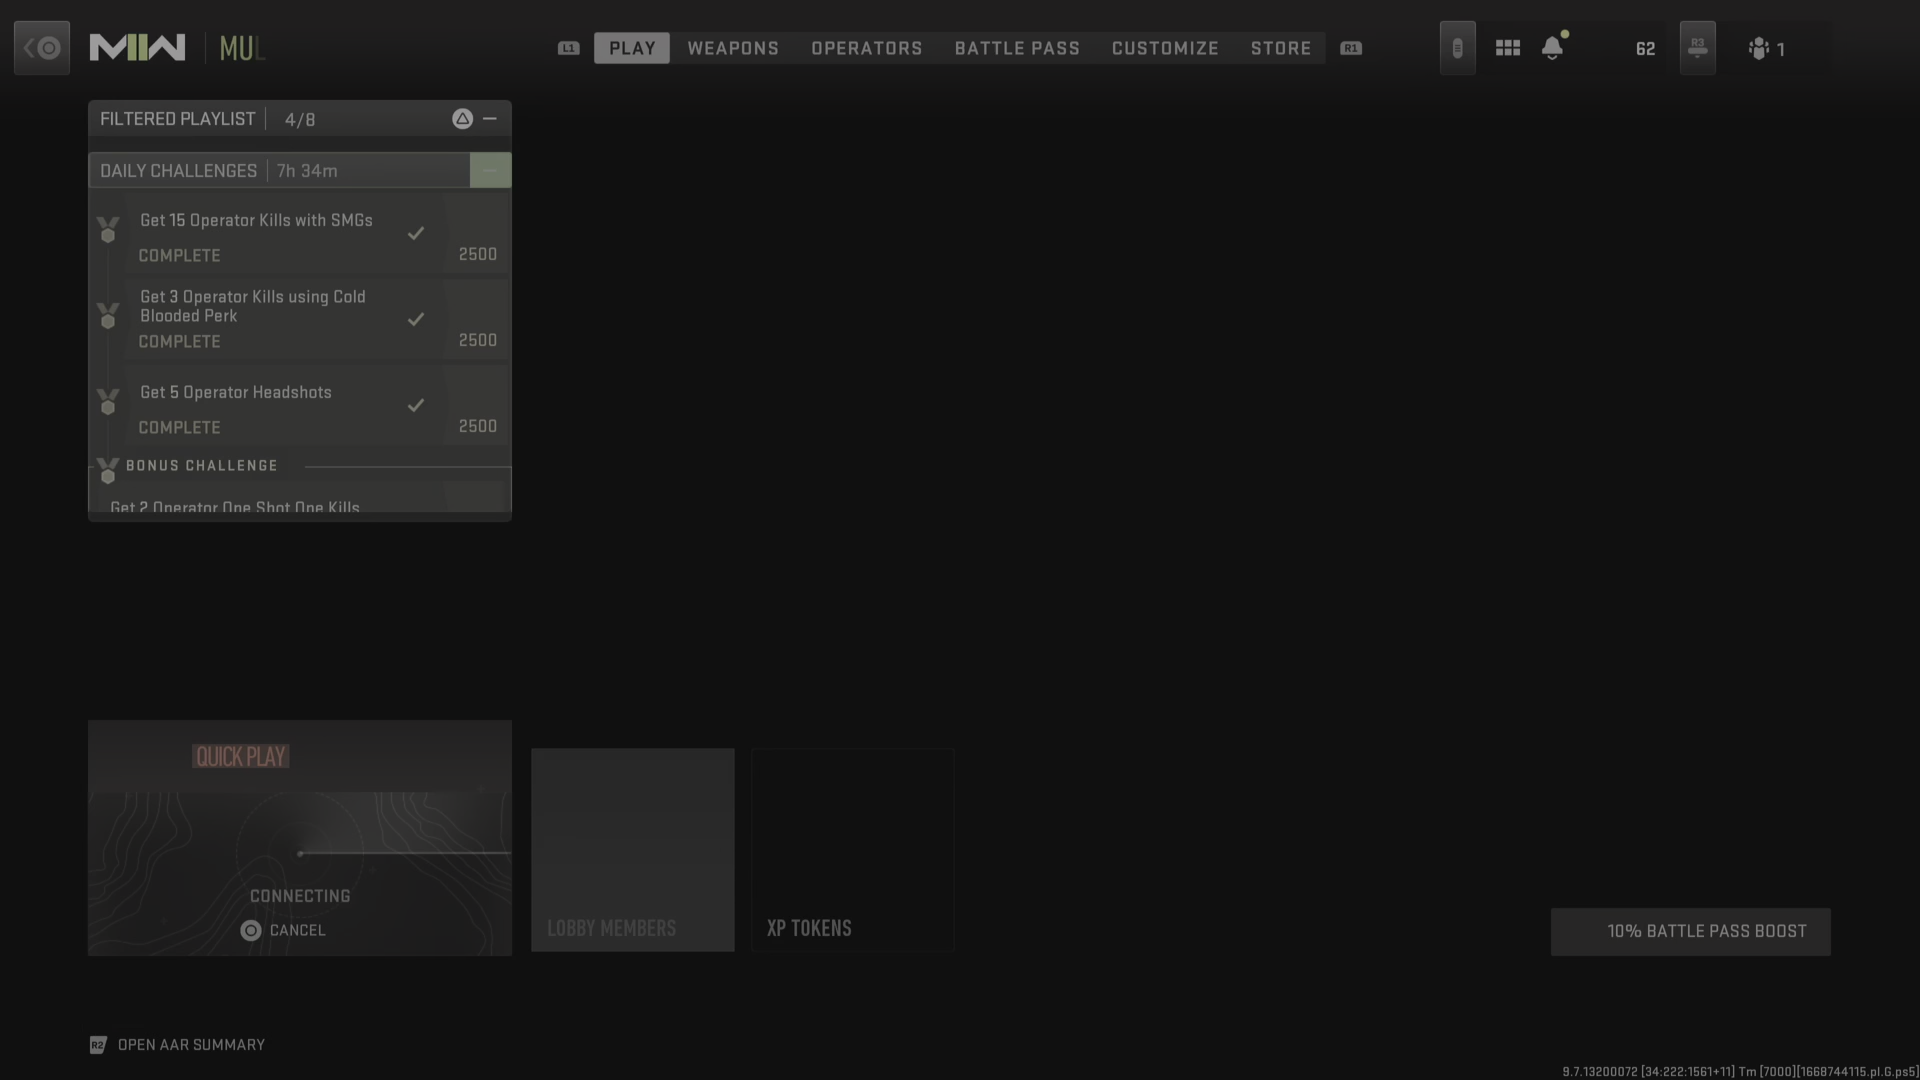 MW | MUL
L1 PLAY WEAPONS OPERATORS BATTLE PASS CUSTOMIZE STORE R1
62 R3 1
FILTERED PLAYLIST | 4/8
DAILY CHALLENGES | 7h 34m
Get 15 Operator Kills with SMGs
COMPLETE 2500
Get 3 Operator Kills using Cold
Blooded Perk
COMPLETE 2500
Get 5 Operator Headshots
COMPLETE 2500
BONUS CHALLENGE
Get 2 Operator One Shot One Kills
QUICK PLAY
CONNECTING
CANCEL
LOBBY MEMBERS
XP TOKENS
10% BATTLE PASS BOOST
R2 OPEN AAR SUMMARY
9.7.13200072 [34:222:1561+11] Tm [7000][1668744115.pl.G.ps5]